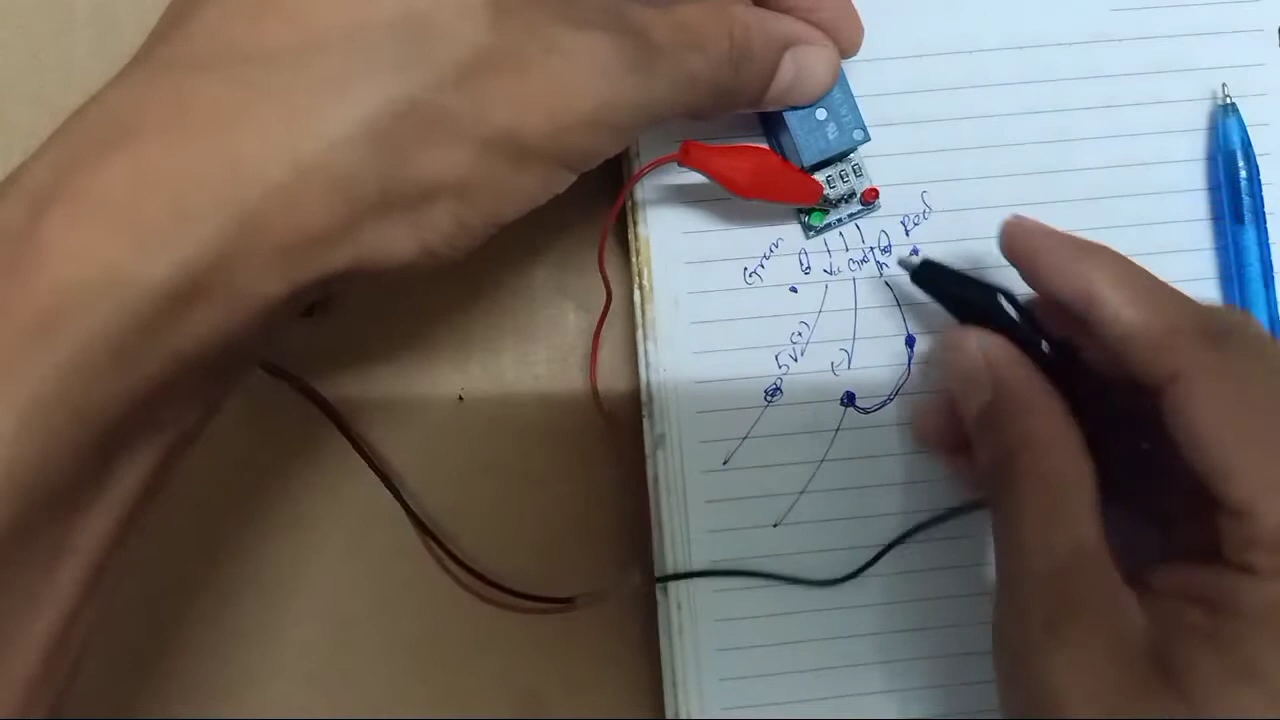 Green
Red
Vcc Gnd In
5V(+)
(-)